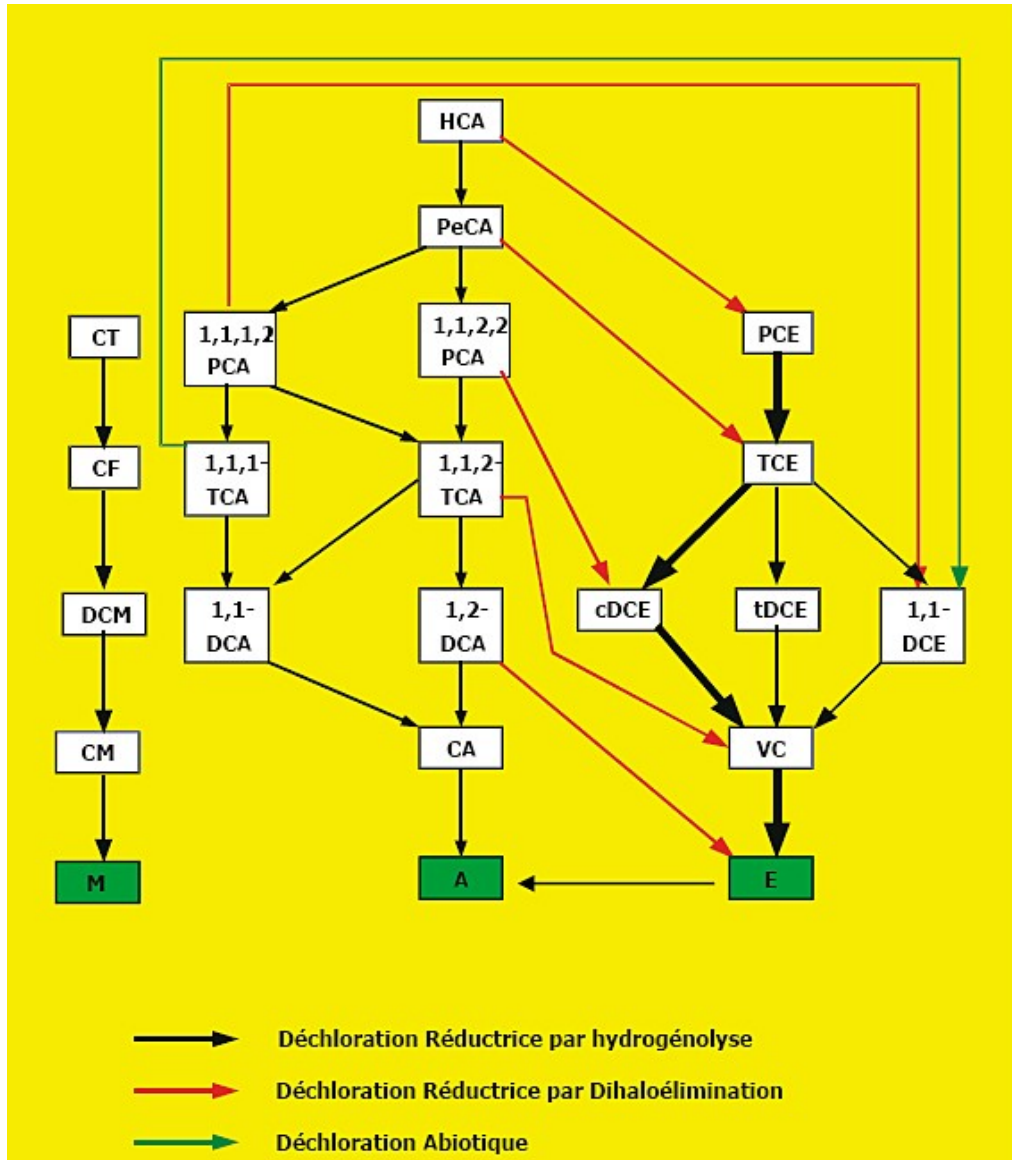 HCA
PeCA
1,1,1,2
PCA
1,1,2,2
PCA
CT
PCE
CF
1,1,1-
TCA
1,1,2-
TCA
TCE
DCM
1,1-
DCA
1,2-
DCA
cDCE
tDCE
1,1-
DCE
CM
CA
VC
M
A
E
Déchloration Réductrice par hydrogénolyse
Déchloration Réductrice par Dihaloélimination
Déchloration Abiotique